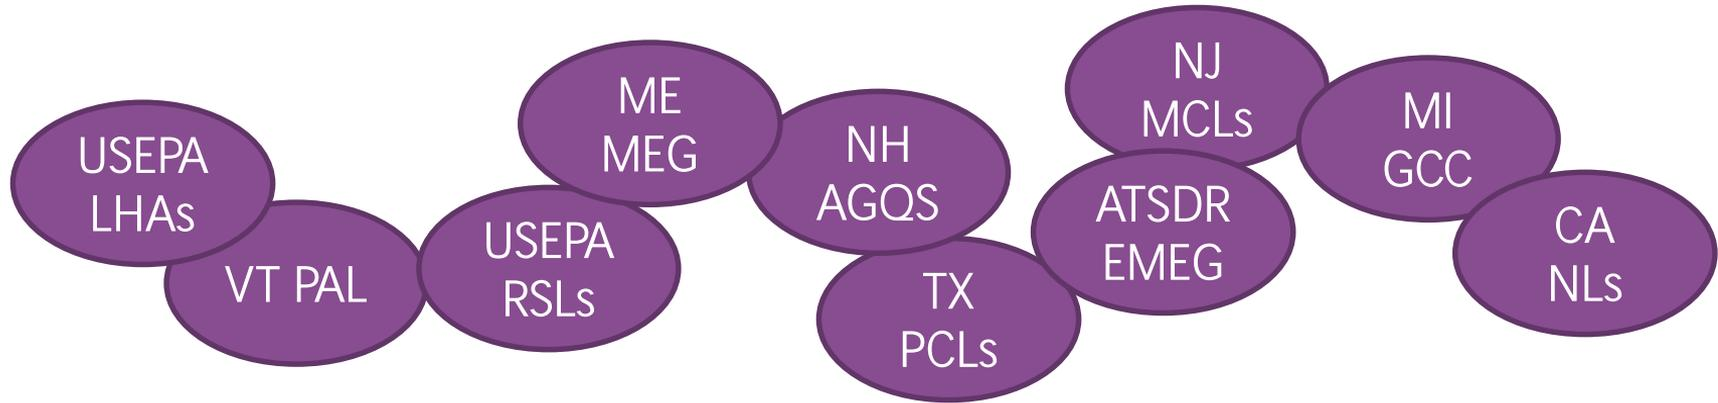 USEPA
LHAs
VT PAL
USEPA
RSLs
ME
MEG
NH
AGQS
TX
PCLs
ATSDR
EMEG
NJ
MCLs
MI
GCC
CA
NLs